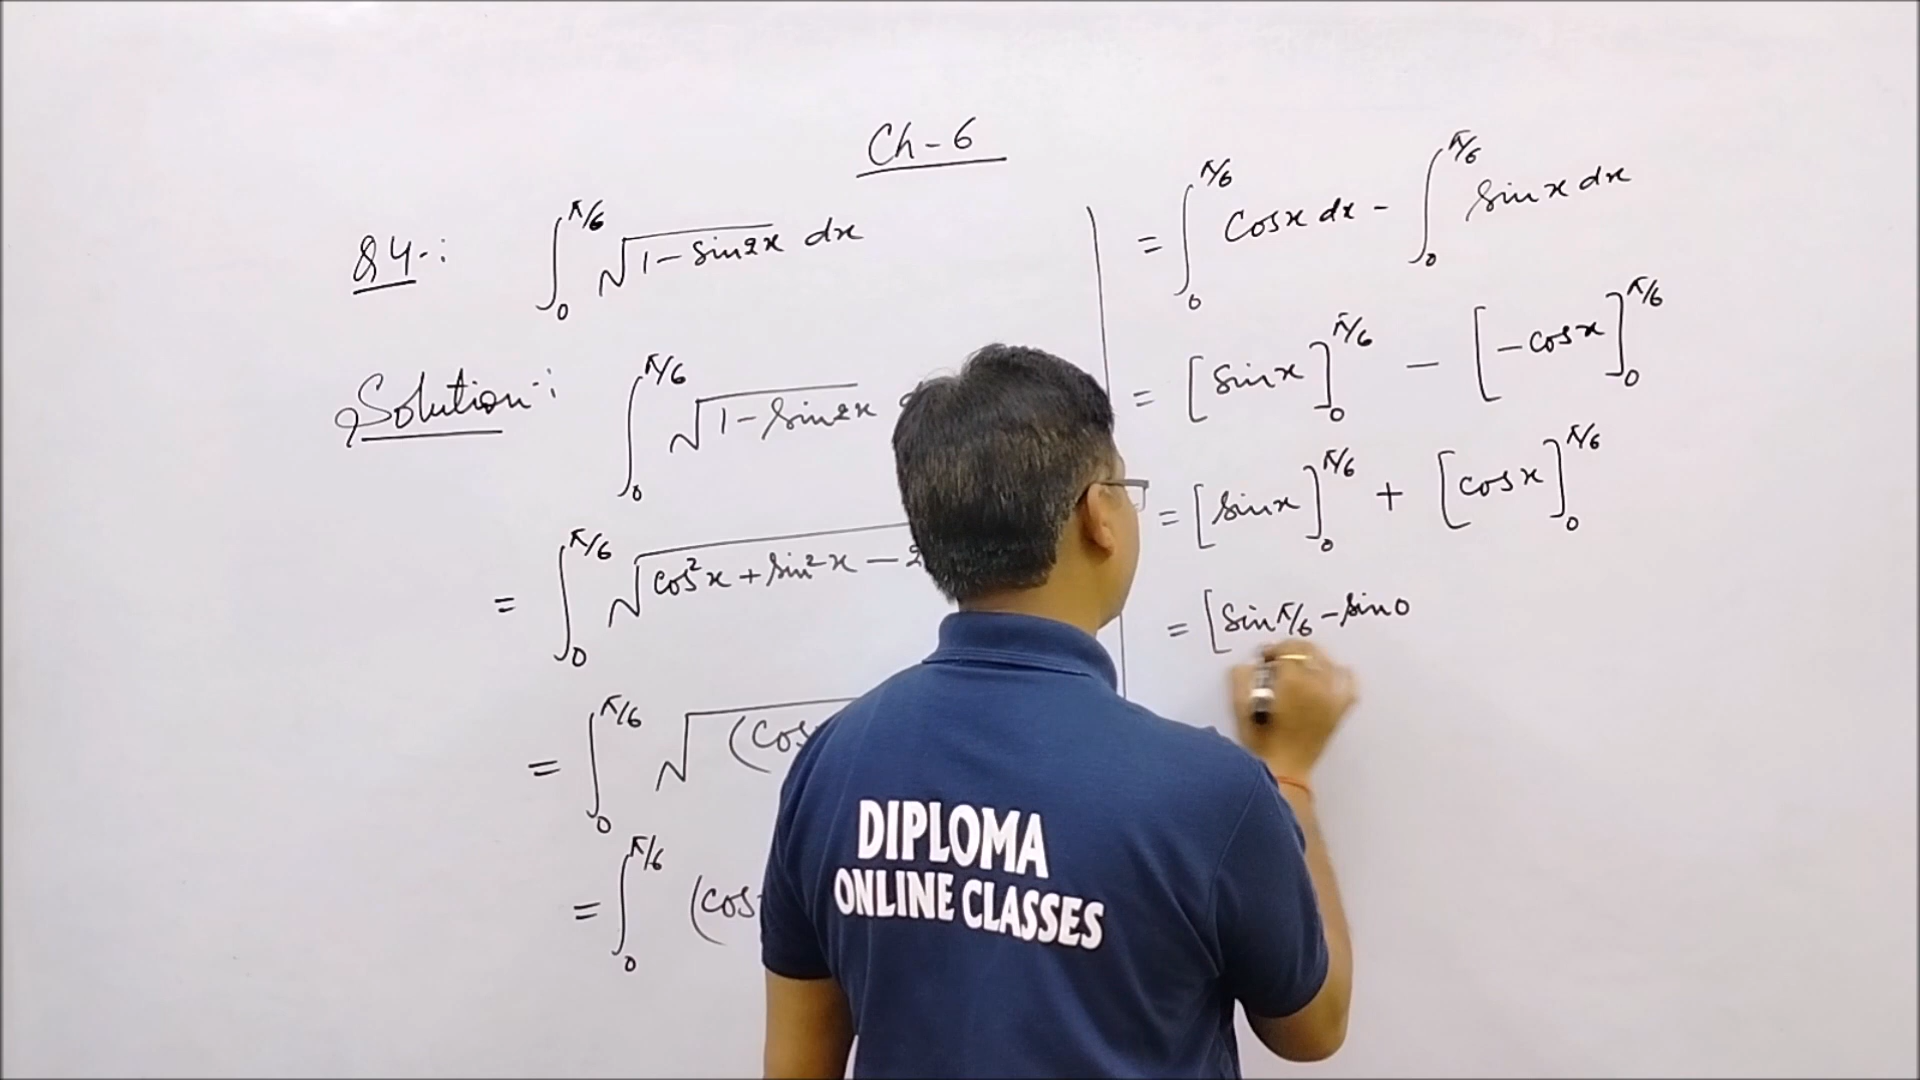 Ch-6
Q4-: ∫₀^π/6 √1-sin2x dx
Solution-: ∫₀^π/6 √1-sin2x
= ∫₀^π/6 √cos²x+sin²x-2
= ∫₀^π/6 √(cos
= ∫₀^π/6 (cos
= ∫₀^π/6 cosx dx - ∫₀^π/6 sinx dx
= [sinx]₀^π/6 - [-cosx]₀^π/6
= [sinx]₀^π/6 + [cosx]₀^π/6
= [sinπ/6-sin0
DIPLOMA
ONLINE CLASSES